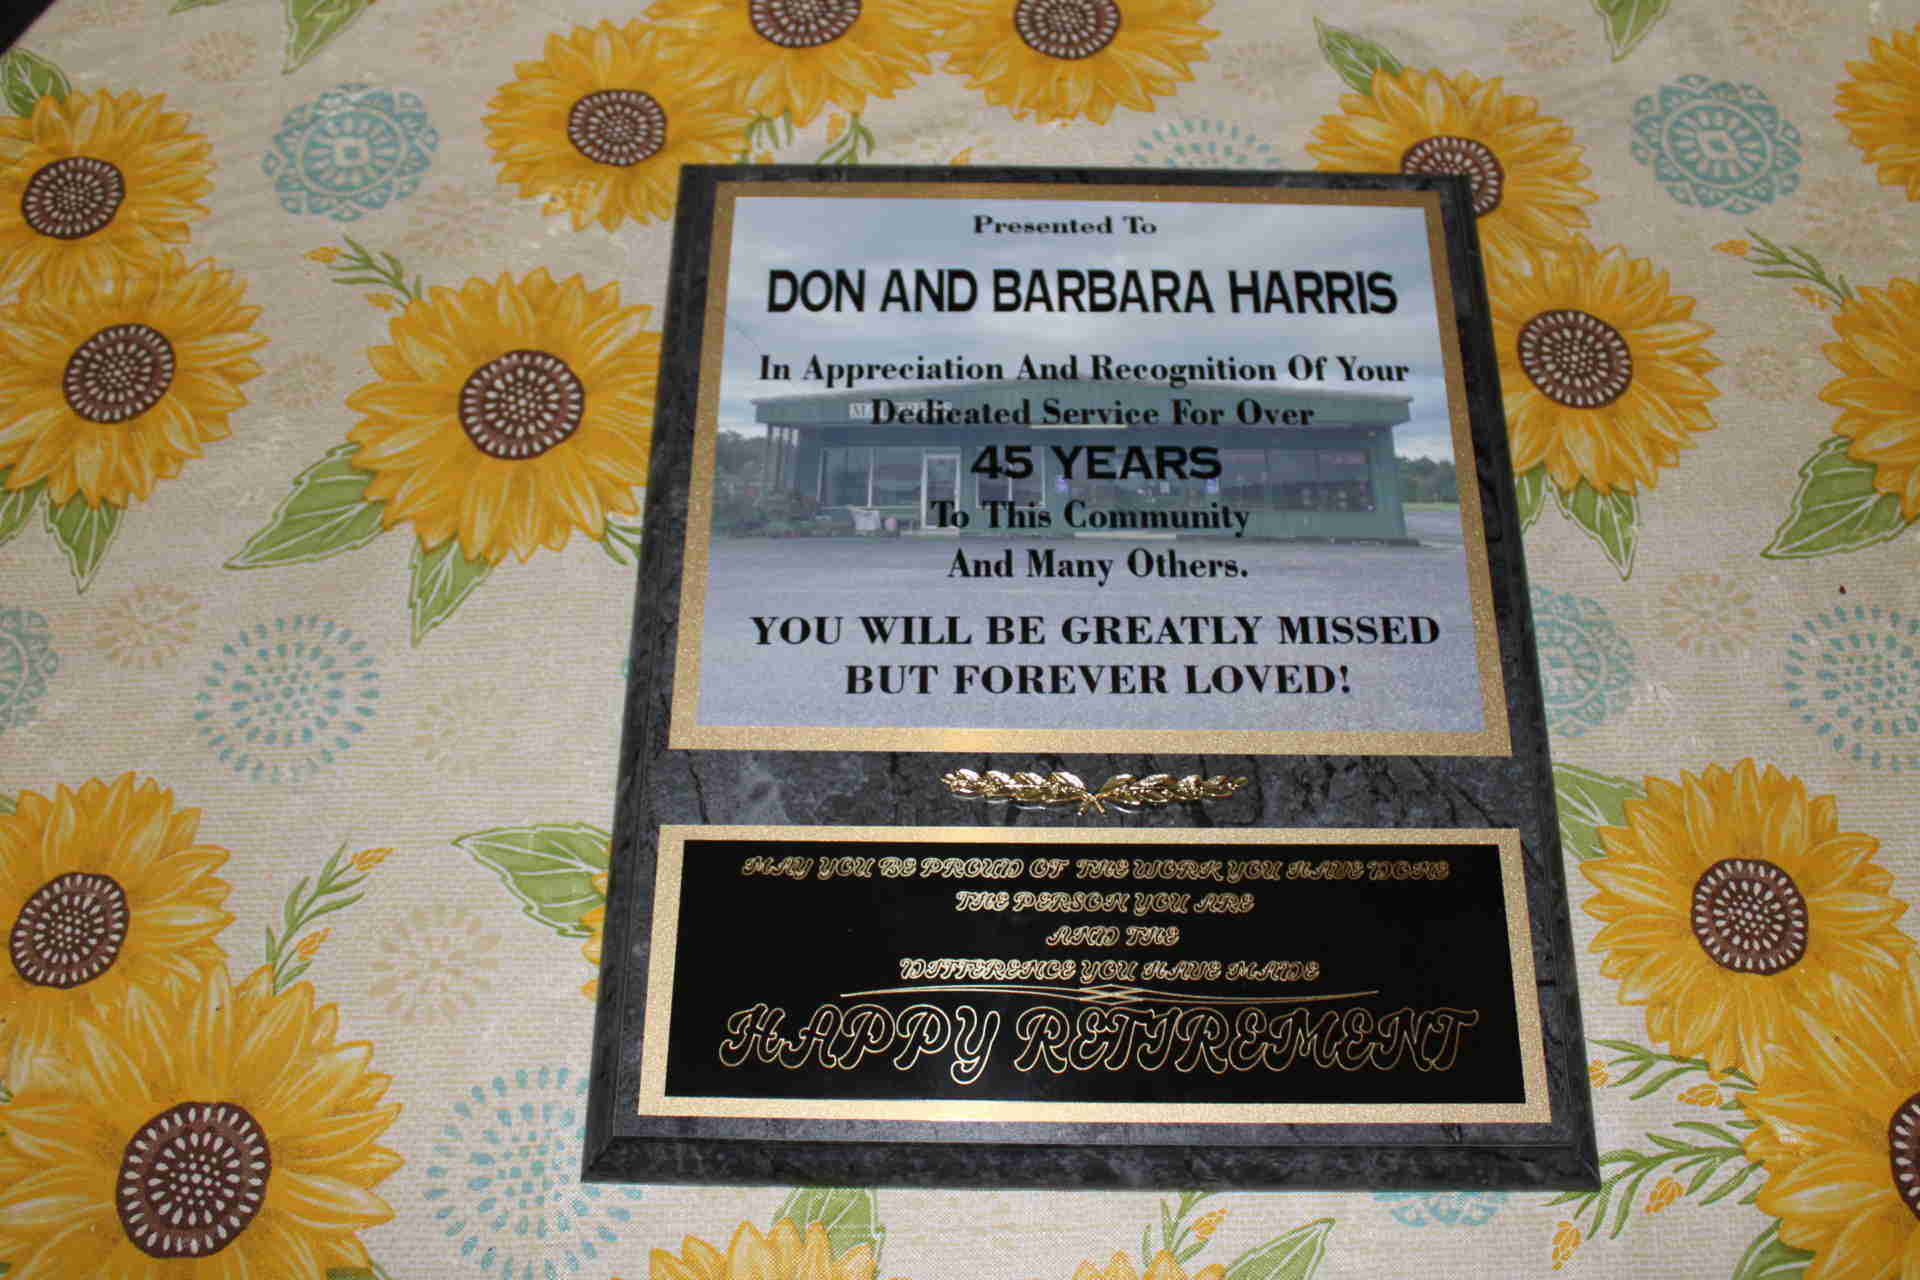 Presented To
DON AND BARBARA HARRIS
In Appreciation And Recognition Of Your
Dedicated Service For Over
45 YEARS
To This Community
And Many Others.
YOU WILL BE GREATLY MISSED
BUT FOREVER LOVED!
MAY YOU BE PROUD OF THE WORK YOU HAVE DONE
THE PERSON YOU ARE
AND THE
DIFFERENCE YOU HAVE MADE
HAPPY RETIREMENT